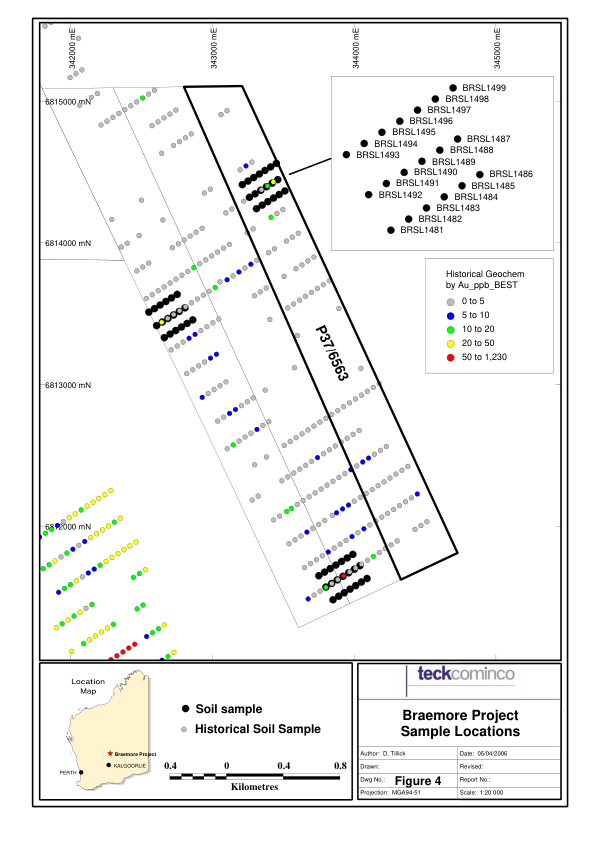 342000 mE
343000 mE
344000 mE
345000 mE
6815000 mN
6814000 mN
6813000 mN
6812000 mN
BRSL1499
BRSL1498
BRSL1497
BRSL1496
BRSL1495
BRSL1494
BRSL1493
BRSL1487
BRSL1488
BRSL1489
BRSL1490
BRSL1491
BRSL1492
BRSL1486
BRSL1485
BRSL1484
BRSL1483
BRSL1482
BRSL1481
Historical Geochem
by Au_ppb_BEST
0 to 5
5 to 10
10 to 20
20 to 50
50 to 1,230
P37/6563
Location
Map
Braemore Project
KALGOORLIE
PERTH
Soil sample
Historical Soil Sample
0.4 0 0.4 0.8
Kilometres
teckcominco
Braemore Project
Sample Locations
Author: D. Tillick
Date: 05/04/2006
Drawn:
Revised:
Dwg No.: Figure 4
Report No.:
Projection: MGA94-51
Scale: 1:20 000